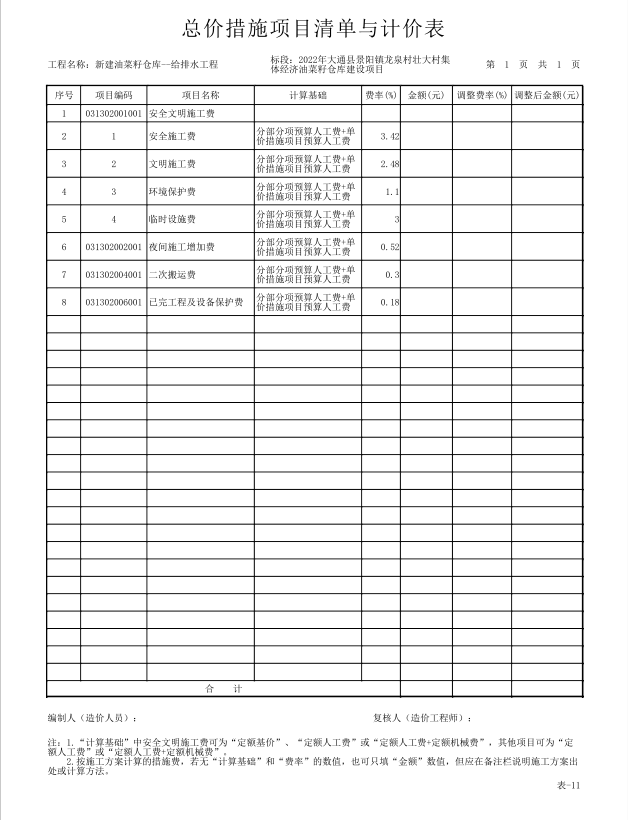 总价措施项目清单与计价表
工程名称：新建油菜籽仓库—给排水工程
标段：2022年大通县景阳镇龙泉村壮大村集
体经济油菜籽仓库建设项目
第 1 页 共 1 页
序号 项目编码 项目名称 计算基础 费率(%) 金额(元) 调整费率(%) 调整后金额(元)
1 031302001001 安全文明施工费
2 1 安全施工费 分部分项预算人工费+单
价措施项目预算人工费 3.42
3 2 文明施工费 分部分项预算人工费+单
价措施项目预算人工费 2.48
4 3 环境保护费 分部分项预算人工费+单
价措施项目预算人工费 1.1
5 4 临时设施费 分部分项预算人工费+单
价措施项目预算人工费 3
6 031302002001 夜间施工增加费 分部分项预算人工费+单
价措施项目预算人工费 0.52
7 031302004001 二次搬运费 分部分项预算人工费+单
价措施项目预算人工费 0.3
8 031302006001 已完工程及设备保护费 分部分项预算人工费+单
价措施项目预算人工费 0.18
合 计
编制人（造价人员）： 复核人（造价工程师）：
注：1.“计算基础”中安全文明施工费可为“定额基价”、“定额人工费”或“定额人工费+定额机械费”，其他项目可为“定
额人工费”或“定额人工费+定额机械费”。
2.按施工方案计算的措施费，若无“计算基础”和“费率”的数值，也可只填“金额”数值，但应在备注栏说明施工方案出
处或计算方法。
表-11